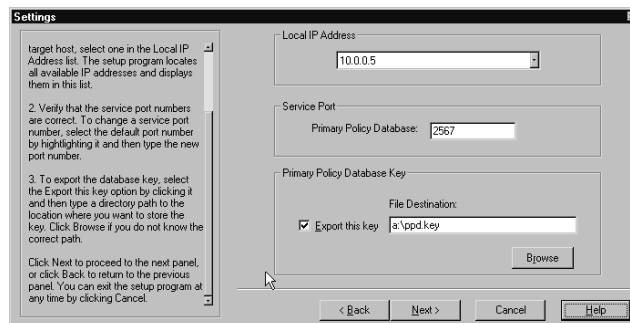 Settings
target host, select one in the Local IP
Address list. The setup program locates
all available IP addresses and displays
them in this list.
2. Verify that the service port numbers
are correct. To change a service port
number, select the default port number
by hightlighting it and then type the new
port number.
3. To export the database key, select
the Export this key option by clicking it
and then type a directory path to the
location where you want to store the
key. Click Browse if you do not know the
correct path.
Click Next to proceed to the next panel,
or click Back to return to the previous
panel. You can exit the setup program at
any time by clicking Cancel.
Local IP Address
10.0.0.5
Service Port
Primary Policy Database: 2567
Primary Policy Database Key
File Destination:
Export this key a:\ppd.key
Browse
< Back Next > Cancel Help